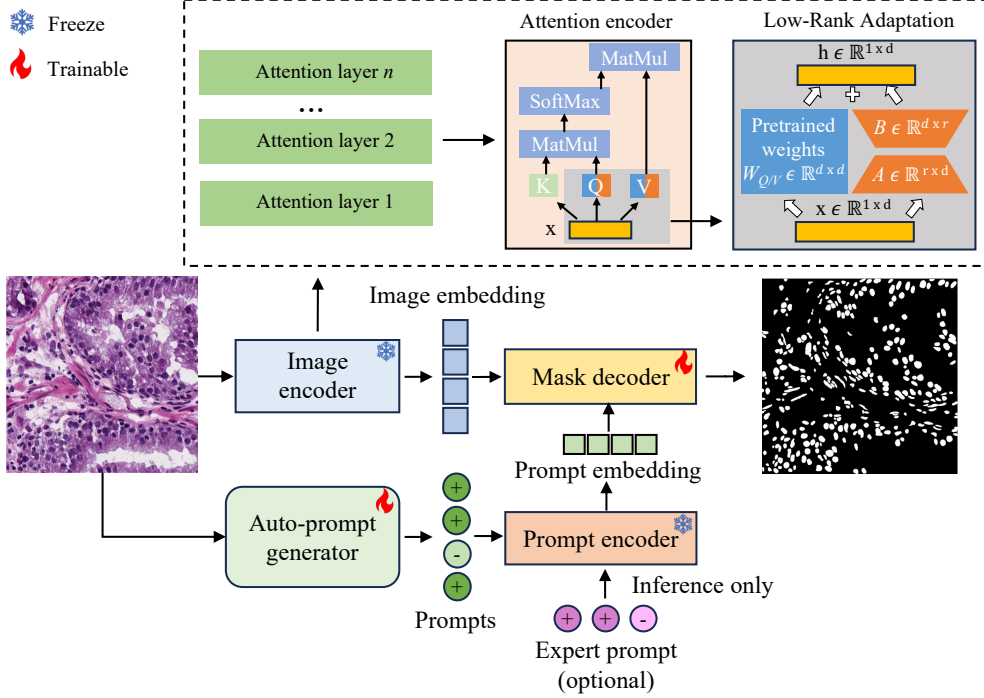 Freeze
Trainable
Attention layer n
...
Attention layer 2
Attention layer 1
Attention encoder
MatMul
SoftMax
MatMul
K
Q
V
x
Low-Rank Adaptation
h ϵ ℝ¹ ˣ ᵈ
+
Pretrained
weights
W_{Q/V} ϵ ℝᵈ ˣ ᵈ
B ϵ ℝᵈ ˣ ʳ
A ϵ ℝʳ ˣ ᵈ
x ϵ ℝ¹ ˣ ᵈ
Image embedding
Image
encoder
Mask decoder
Prompt embedding
Auto-prompt
generator
+
+
-
+
Prompts
Prompt encoder
Inference only
+ + -
Expert prompt
(optional)